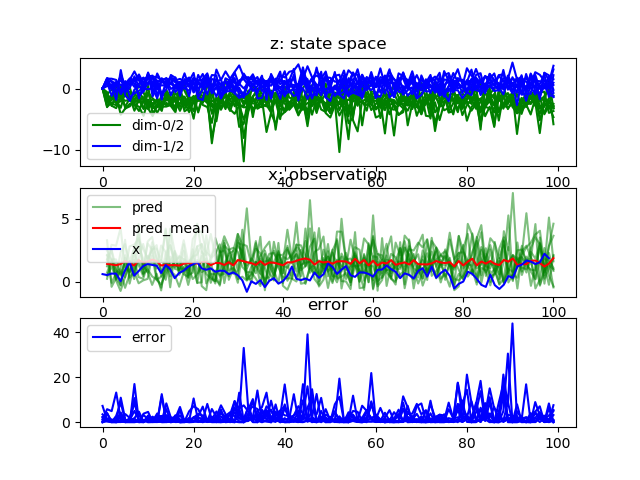 z: state space
0
−10
dim-0/2
dim-1/2
0 20 40 60 80 100
x: observation
5
0
pred
pred_mean
x
0 20 40 60 80 100
error
40
20
0
error
0 20 40 60 80 100